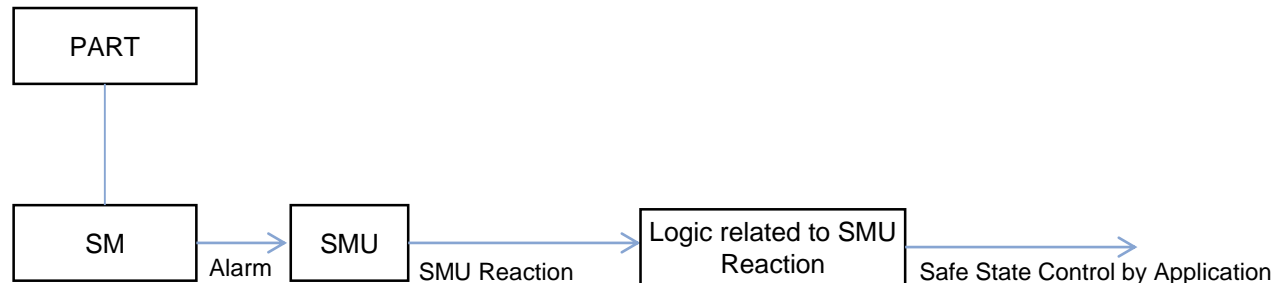 PART
SM
Alarm
SMU
SMU Reaction
Logic related to SMU
Reaction
Safe State Control by Application